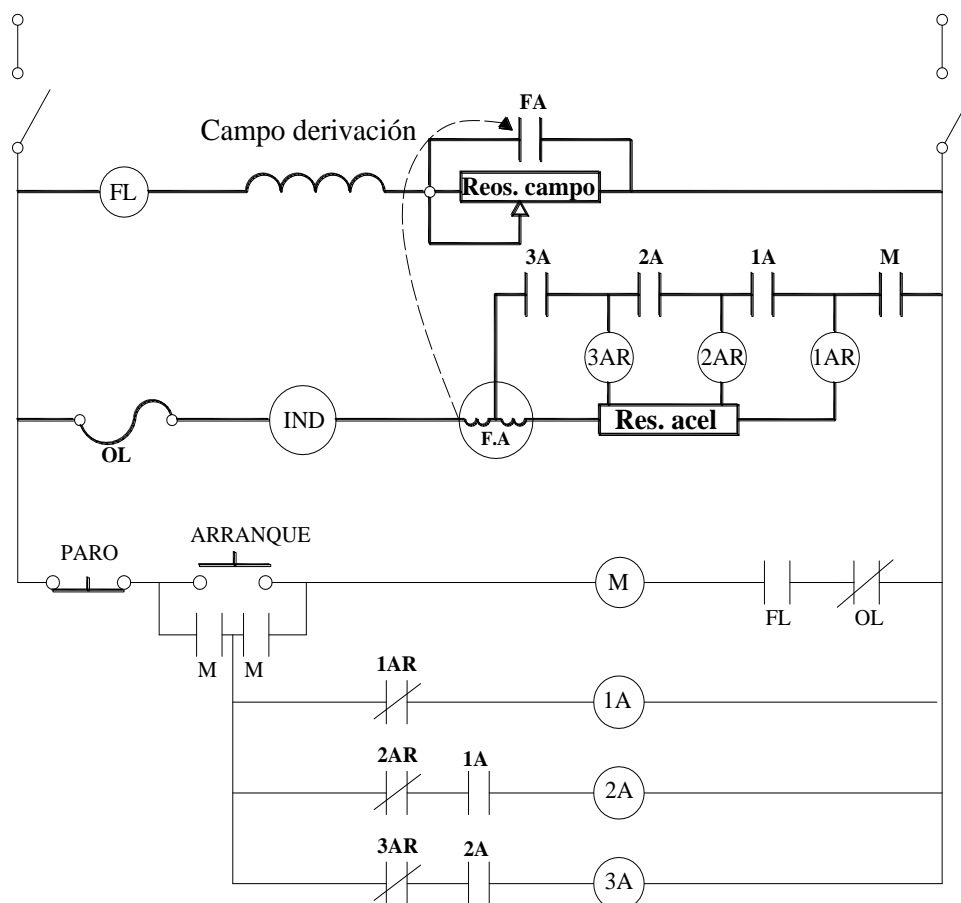 FA
Campo derivación
FL
Reos. campo
3A
2A
1A
M
3AR
2AR
1AR
IND
F.A
Res. acel
OL
ARRANQUE
PARO
M
FL
OL
M
M
1AR
1A
2AR
1A
2A
3AR
2A
3A